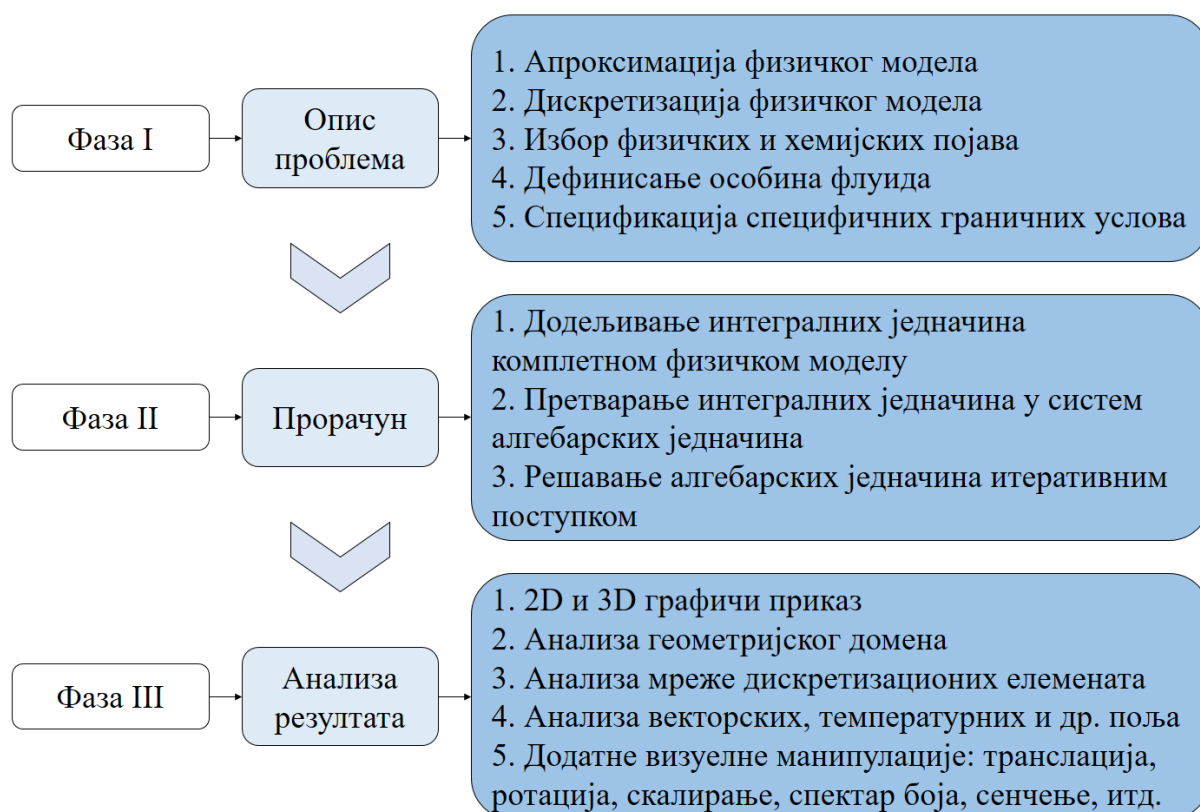 Фаза I
Опис
проблема
1. Апроксимација физичког модела
2. Дискретизација физичког модела
3. Избор физичких и хемијских појава
4. Дефинисање особина флуида
5. Спецификација специфичних граничних услова
Фаза II
Прорачун
1. Додељивање интегралних једначина
комплетном физичком моделу
2. Претварање интегралних једначина у систем
алгебарских једначина
3. Решавање алгебарских једначина итеративним
поступком
Фаза III
Анализа
резултата
1. 2D и 3D графичи приказ
2. Анализа геометријског домена
3. Анализа мреже дискретизационих елемената
4. Анализа векторских, температурних и др. поља
5. Додатне визуелне манипулације: транслација,
ротација, скалирање, спектар боја, сенчење, итд.